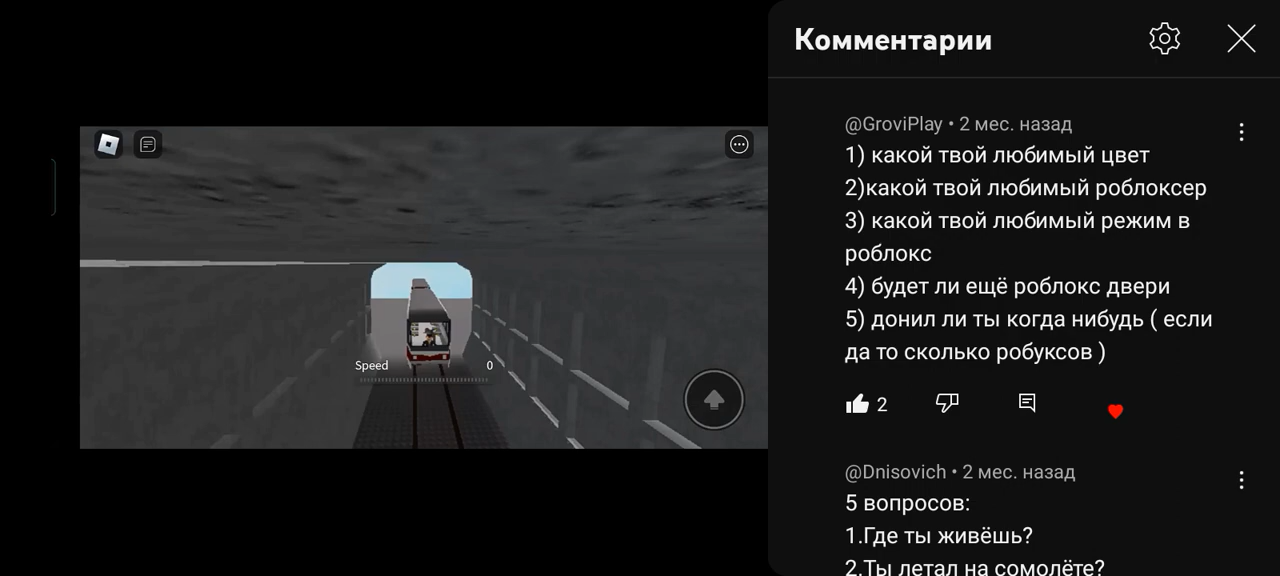 Комментарии
@GroviPlay • 2 мес. назад
1) какой твой любимый цвет
2)какой твой любимый роблоксер
3) какой твой любимый режим в
роблокс
4) будет ли ещё роблокс двери
5) донил ли ты когда нибудь ( если
да то сколько робуксов )
2
Speed 0
@Dnisovich • 2 мес. назад
5 вопросов:
1.Где ты живёшь?
2.Ты летал на сомолёте?